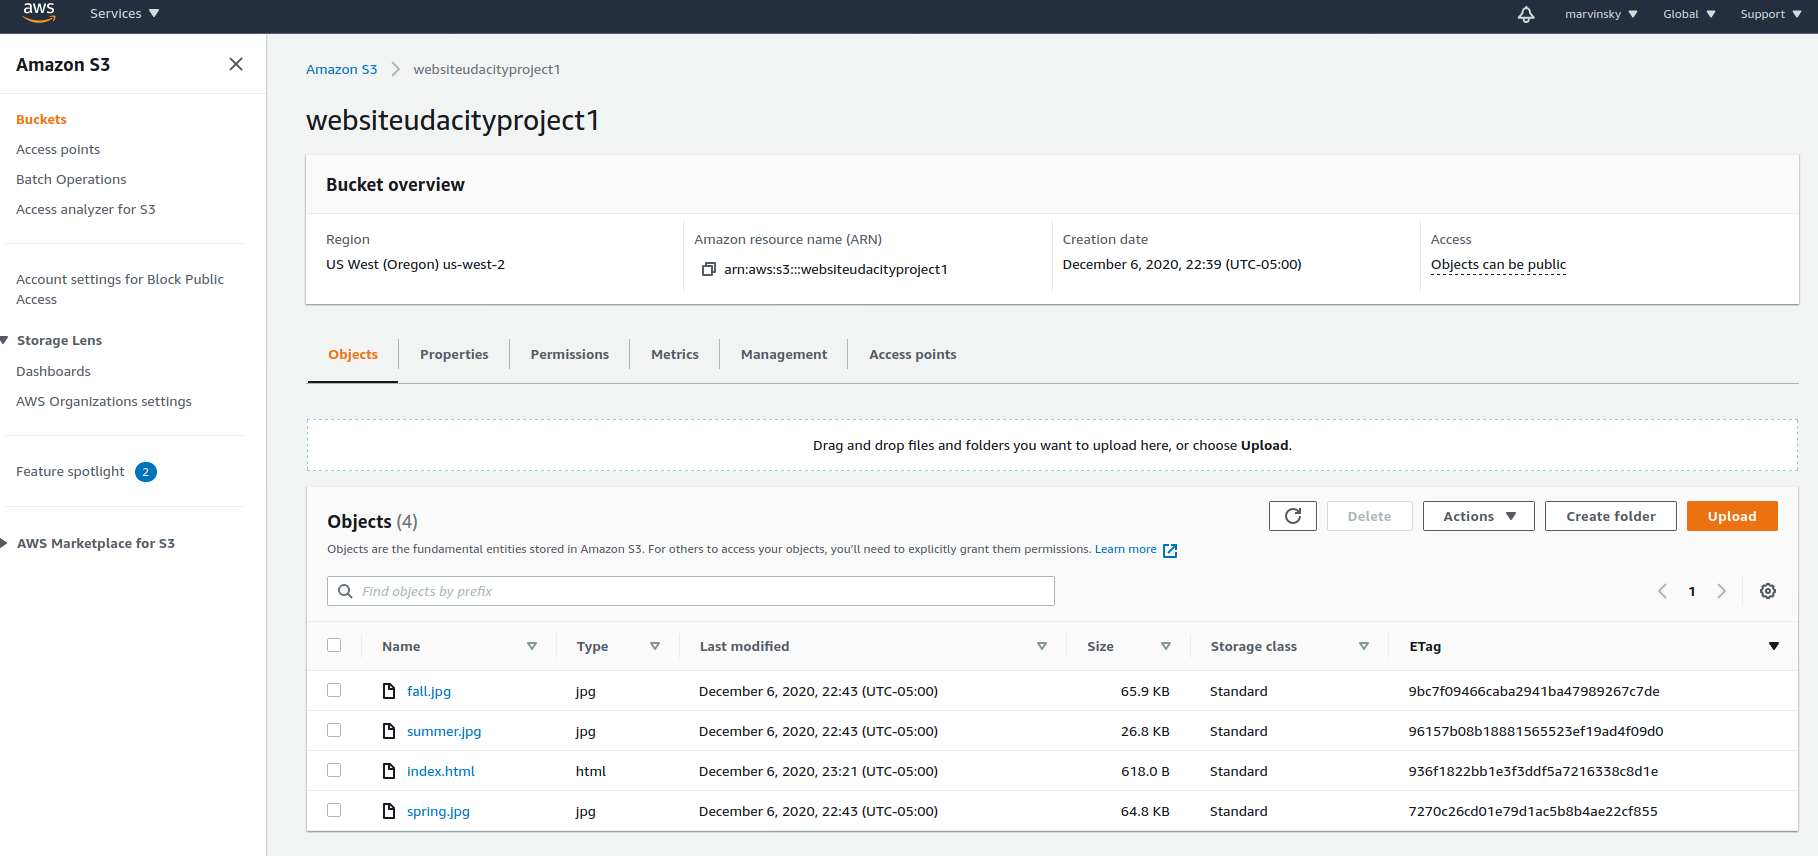 aws Services marvinsky Global Support
Amazon S3
Buckets
Access points
Batch Operations
Access analyzer for S3
Account settings for Block Public
Access
Storage Lens
Dashboards
AWS Organizations settings
Feature spotlight 2
AWS Marketplace for S3
Amazon S3 websiteudacityproject1
websiteudacityproject1
Bucket overview
Region
US West (Oregon) us-west-2
Amazon resource name (ARN)
arn:aws:s3:::websiteudacityproject1
Creation date
December 6, 2020, 22:39 (UTC-05:00)
Access
Objects can be public
Objects Properties Permissions Metrics Management Access points
Drag and drop files and folders you want to upload here, or choose Upload.
Objects (4)
Delete Actions Create folder Upload
Objects are the fundamental entities stored in Amazon S3. For others to access your objects, you'll need to explicitly grant them permissions. Learn more
Find objects by prefix
1
Name Type Last modified Size Storage class ETag
fall.jpg jpg December 6, 2020, 22:43 (UTC-05:00) 65.9 KB Standard 9bc7f09466caba2941ba47989267c7de
summer.jpg jpg December 6, 2020, 22:43 (UTC-05:00) 26.8 KB Standard 96157b08b18881565523ef19ad4f09d0
index.html html December 6, 2020, 23:21 (UTC-05:00) 618.0 B Standard 936f1822bb1e3f3ddf5a7216338c8d1e
spring.jpg jpg December 6, 2020, 22:43 (UTC-05:00) 64.8 KB Standard 7270c26cd01e79d1ac5b8b4ae22cf855